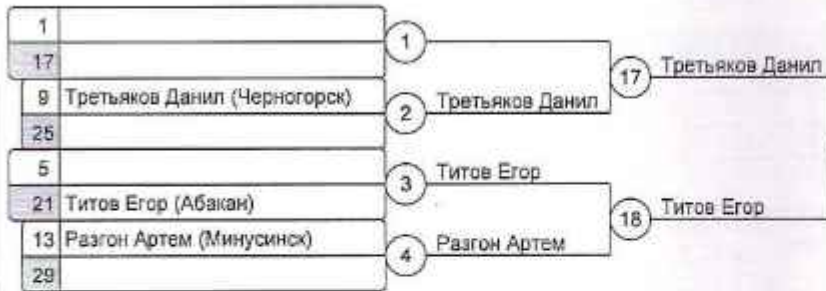 1
17
1
9 Третьяков Данил (Черногорск)
25
2 Третьяков Данил
17 Третьяков Данил
5
21 Титов Егор (Абакан)
3 Титов Егор
13 Разгон Артем (Минусинск)
29
4 Разгон Артем
18 Титов Егор